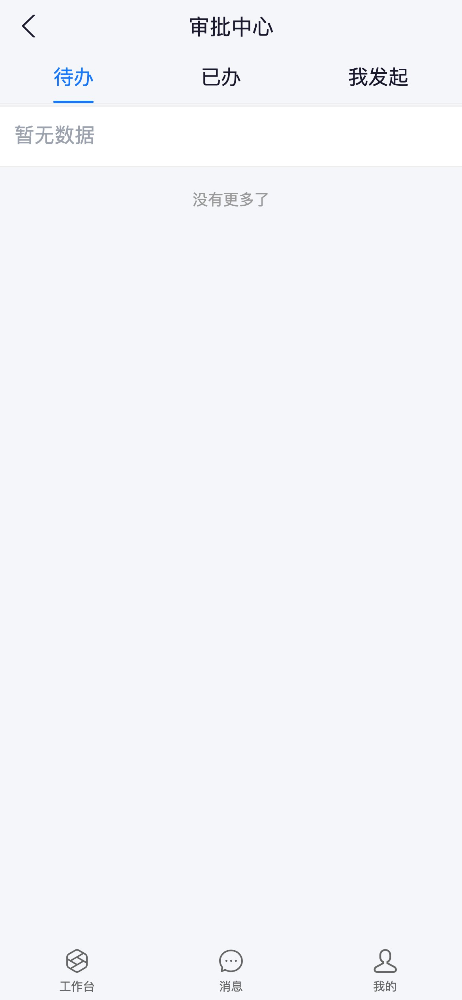 审批中心
待办 已办 我发起
暂无数据
没有更多了
工作台 消息 我的